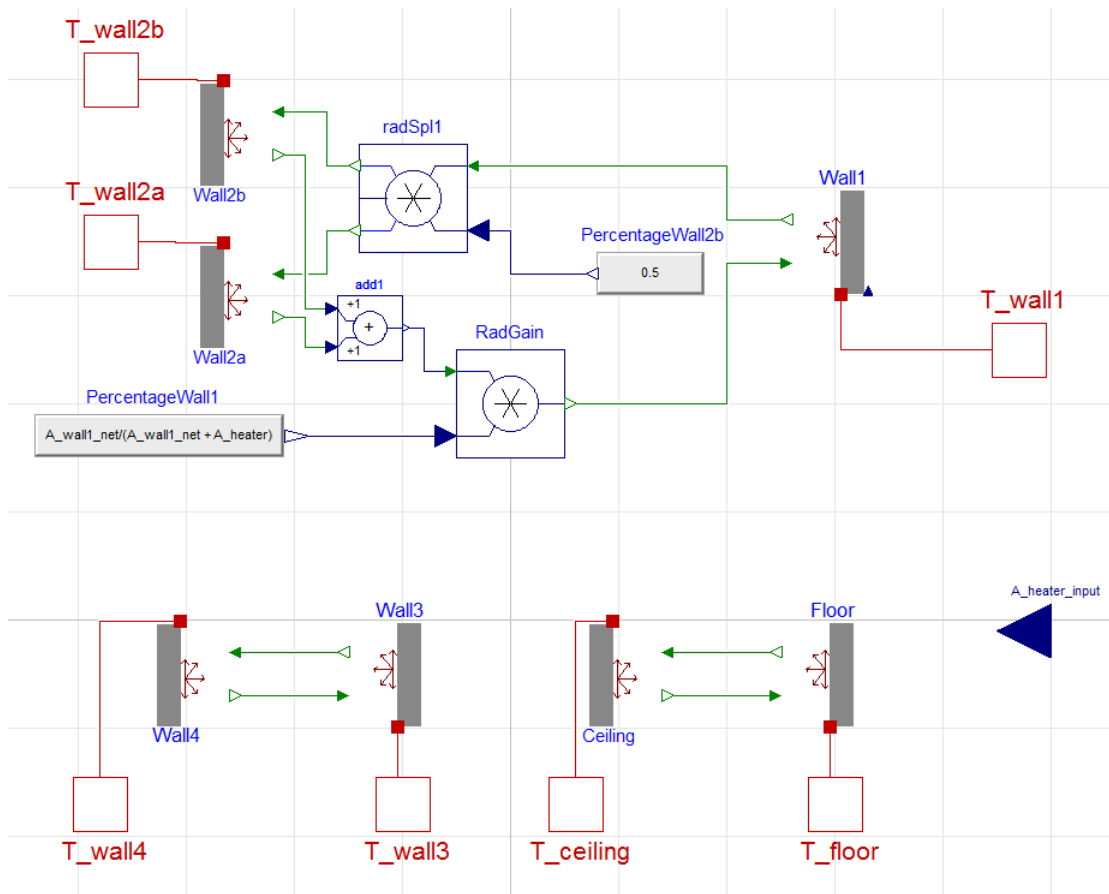 T_wall2b
radSpl1
Wall1
Wall2b
T_wall2a
PercentageWall2b
0.5
add1
+1
+
+1
T_wall1
RadGain
Wall2a
PercentageWall1
A_wall1_net/(A_wall1_net + A_heater)
A_heater_input
Wall3
Floor
Wall4
Ceiling
T_wall4
T_wall3
T_ceiling
T_floor